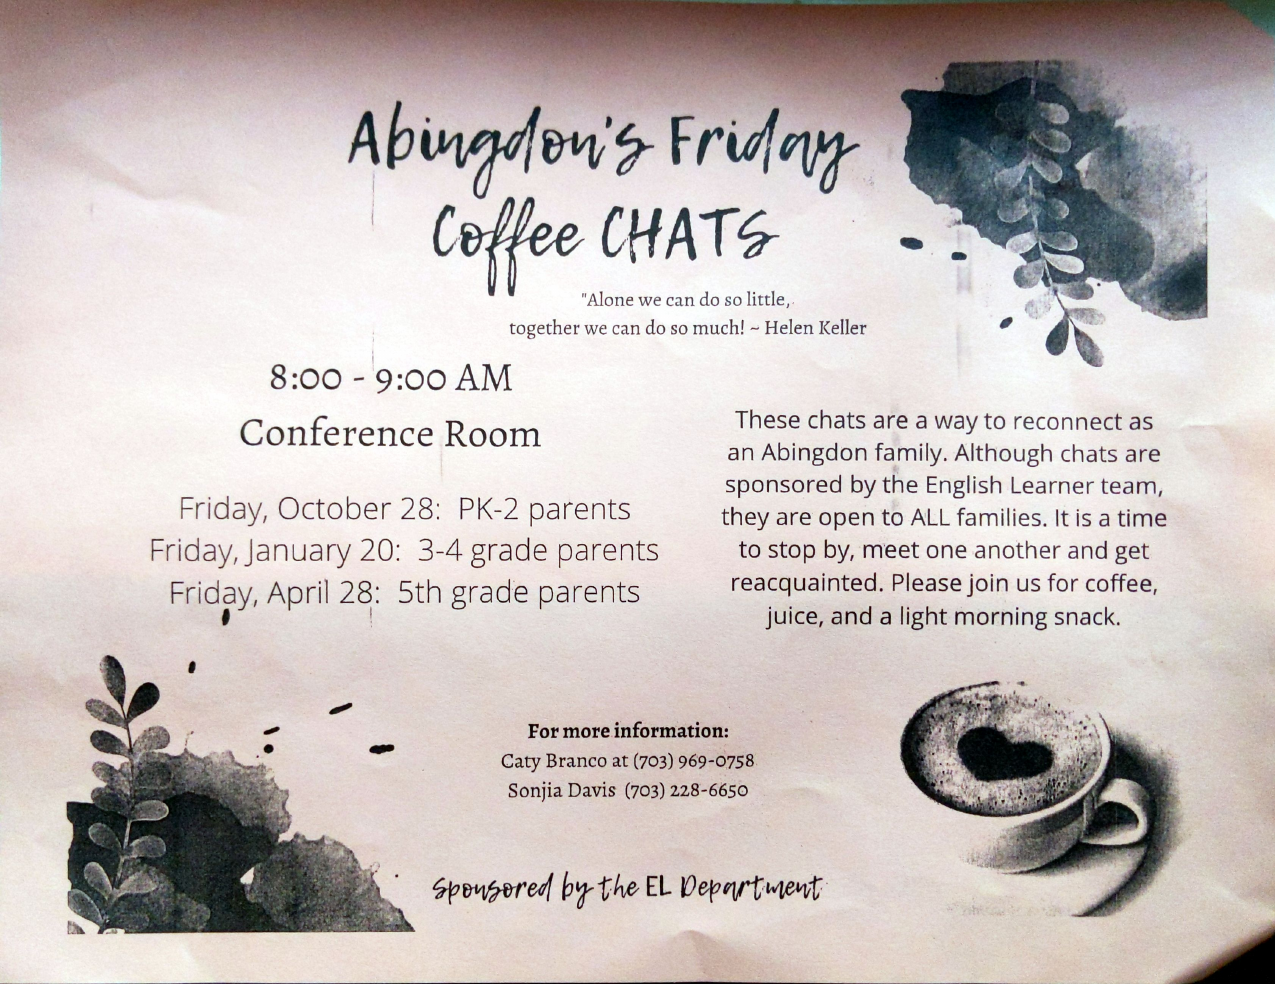 Abingdon's Friday
Coffee CHATS
"Alone we can do so little,
together we can do so much! ~ Helen Keller
8:00 - 9:00 AM
Conference Room
Friday, October 28: PK-2 parents
Friday, January 20: 3-4 grade parents
Friday, April 28: 5th grade parents
These chats are a way to reconnect as
an Abingdon family. Although chats are
sponsored by the English Learner team,
they are open to ALL families. It is a time
to stop by, meet one another and get
reacquainted. Please join us for coffee,
juice, and a light morning snack.
For more information:
Caty Branco at (703) 969-0758
Sonjia Davis (703) 228-6650
sponsored by the EL Department